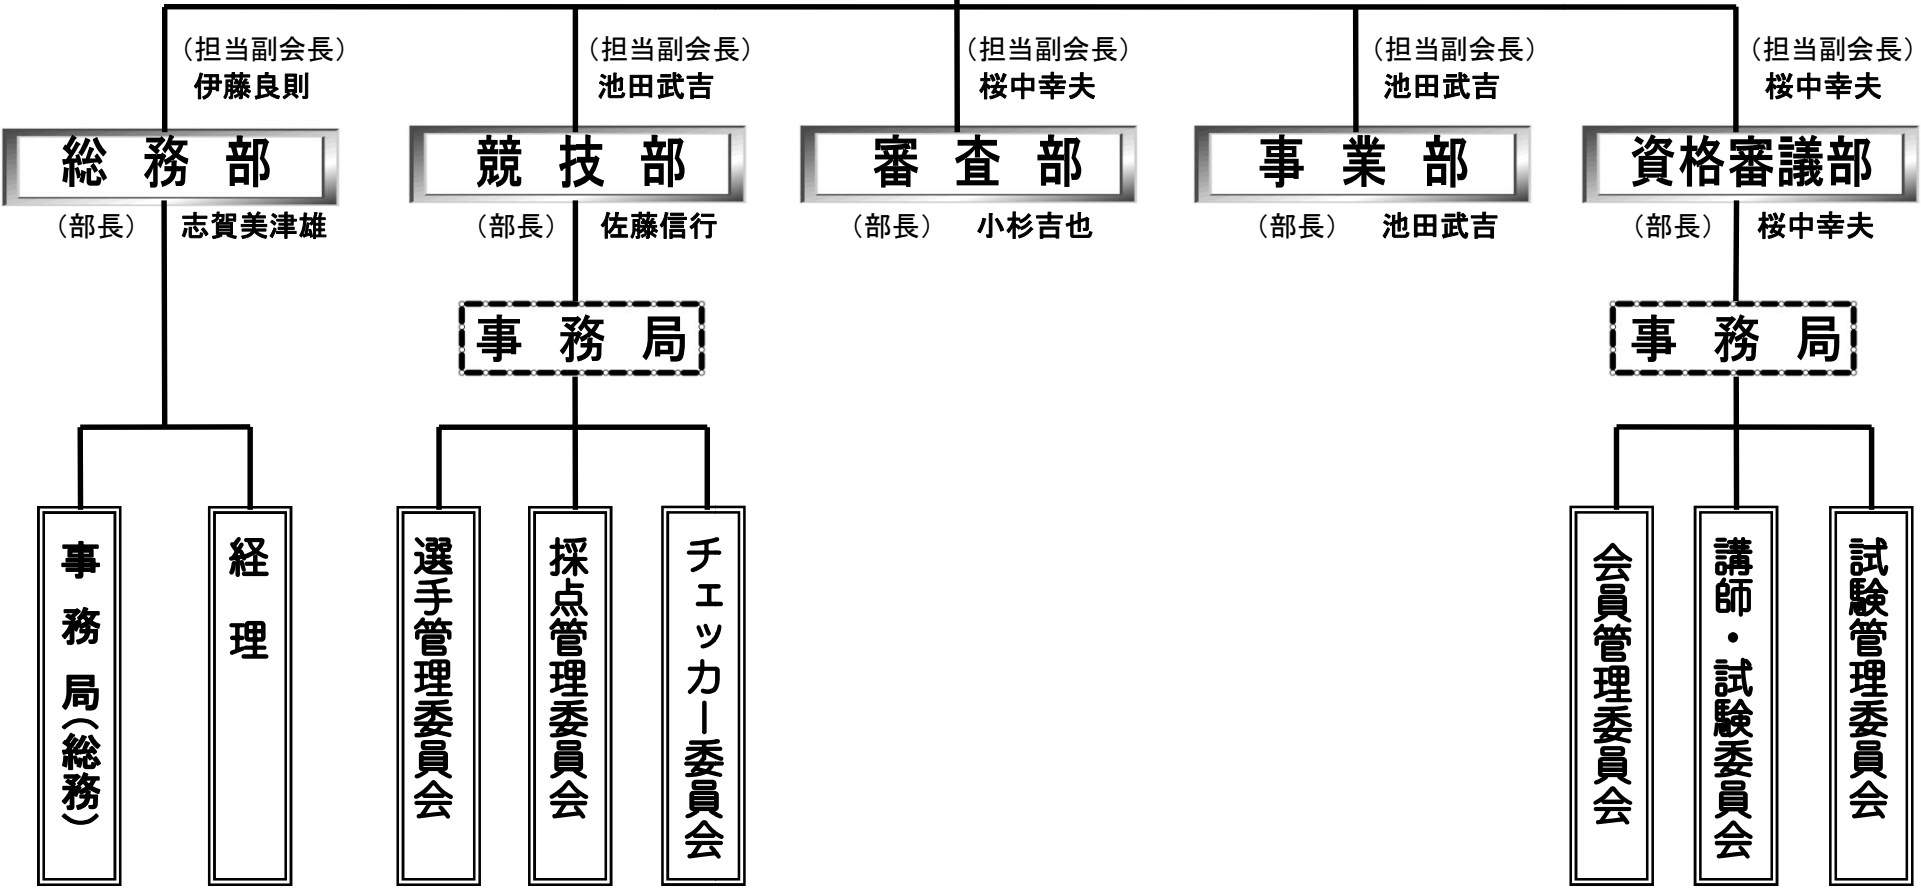 （担当副会長）
伊藤良則
（担当副会長）
池田武吉
（担当副会長）
桜中幸夫
（担当副会長）
池田武吉
（担当副会長）
桜中幸夫
総務部
競技部
審査部
事業部
資格審議部
（部長） 志賀美津雄
（部長） 佐藤信行
（部長） 小杉吉也
（部長） 池田武吉
（部長） 桜中幸夫
事務局
事務局
事務局（総務）
経理
選手管理委員会
採点管理委員会
チェッカー委員会
会員管理委員会
講師・試験委員会
試験管理委員会